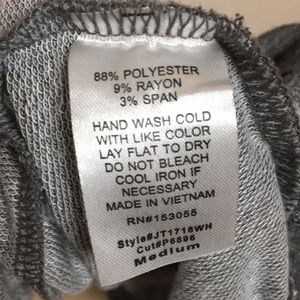 88% POLYESTER
9% RAYON
3% SPAN
HAND WASH COLD
WITH LIKE COLOR
LAY FLAT TO DRY
DO NOT BLEACH
COOL IRON IF
NECESSARY
MADE IN VIETNAM
RN#153055
Style#JT1716WH
Cut#P6896
Medium